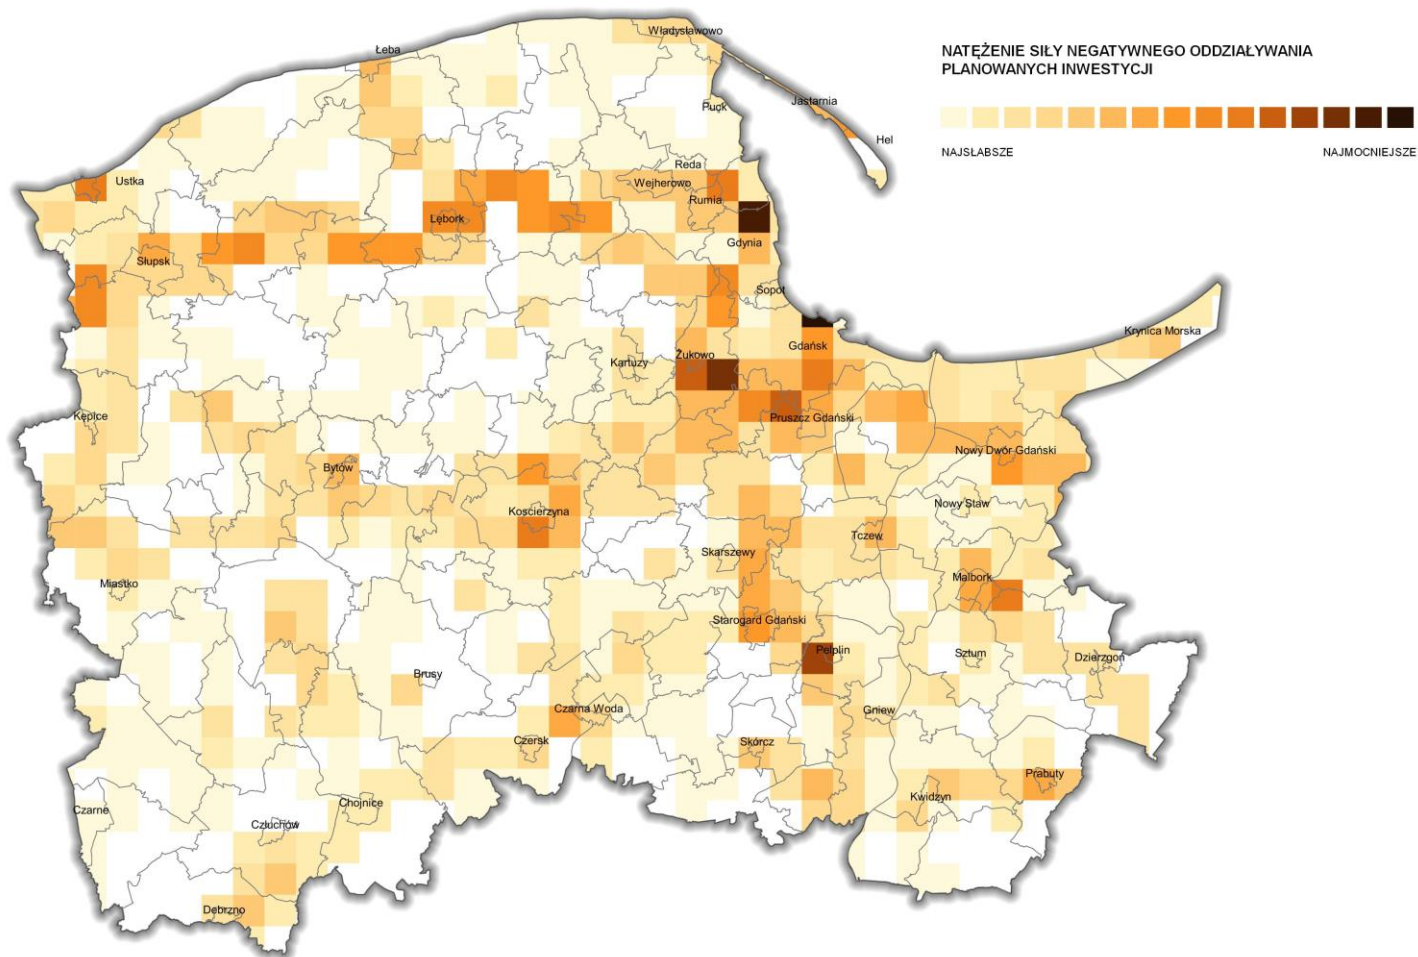 NATĘŻENIE SIŁY NEGATYWNEGO ODDZIAŁYWANIA
PLANOWANYCH INWESTYCJI
NAJSŁABSZE
NAJMOCNIEJSZE
Władysławowo
Łeba
Jastarnia
Puck
Hel
Reda
Ustka
Wejherowo
Rumia
Lębork
Gdynia
Słupsk
Sopot
Krynica Morska
Gdańsk
Żukowo
Kartuzy
Kępice
Pruszcz Gdański
Nowy Dwór Gdański
Bytów
Nowy Staw
Kościerzyna
Tczew
Skarszewy
Malbork
Miastko
Starogard Gdański
Pelplin
Sztum
Dzierzgoń
Brusy
Czarna Woda
Gniew
Czersk
Skórcz
Prabuty
Kwidzyn
Chojnice
Czarne
Człuchów
Debrzno